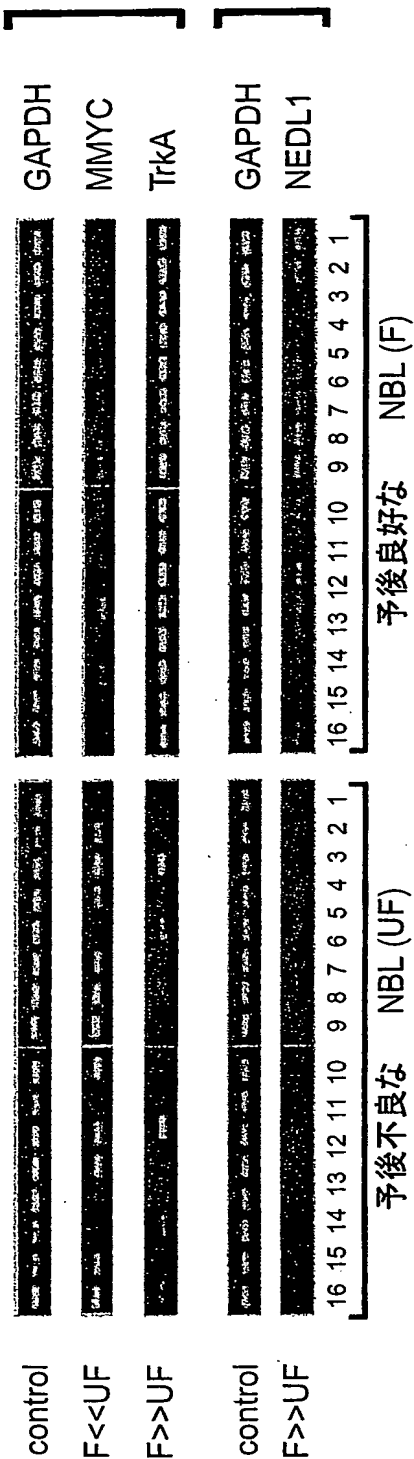 control GAPDH
F<<UF MMYC
F>>UF TrkA
control GAPDH
F>>UF NEDL1
16 15 14 13 12 11 10 9 8 7 6 5 4 3 2 1 16 15 14 13 12 11 10 9 8 7 6 5 4 3 2 1
予後不良な NBL (UF) 予後良好な NBL (F)